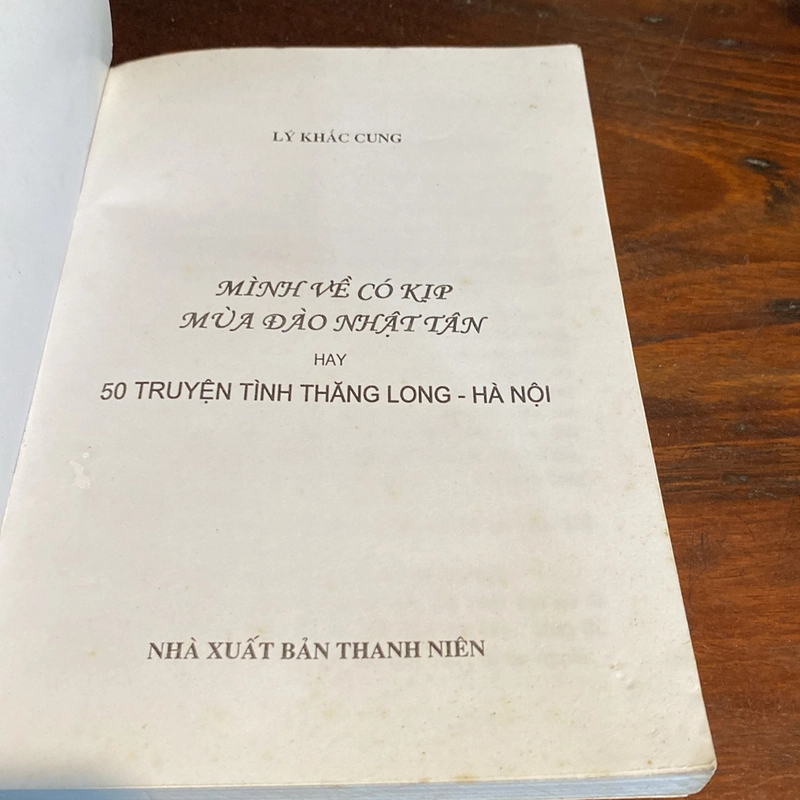 LÝ KHẮC CUNG
MÌNH VỀ CÓ KỊP
MÙA ĐÀO NHẬT TÂN
HAY
50 TRUYỆN TÌNH THĂNG LONG - HÀ NỘI
NHÀ XUẤT BẢN THANH NIÊN